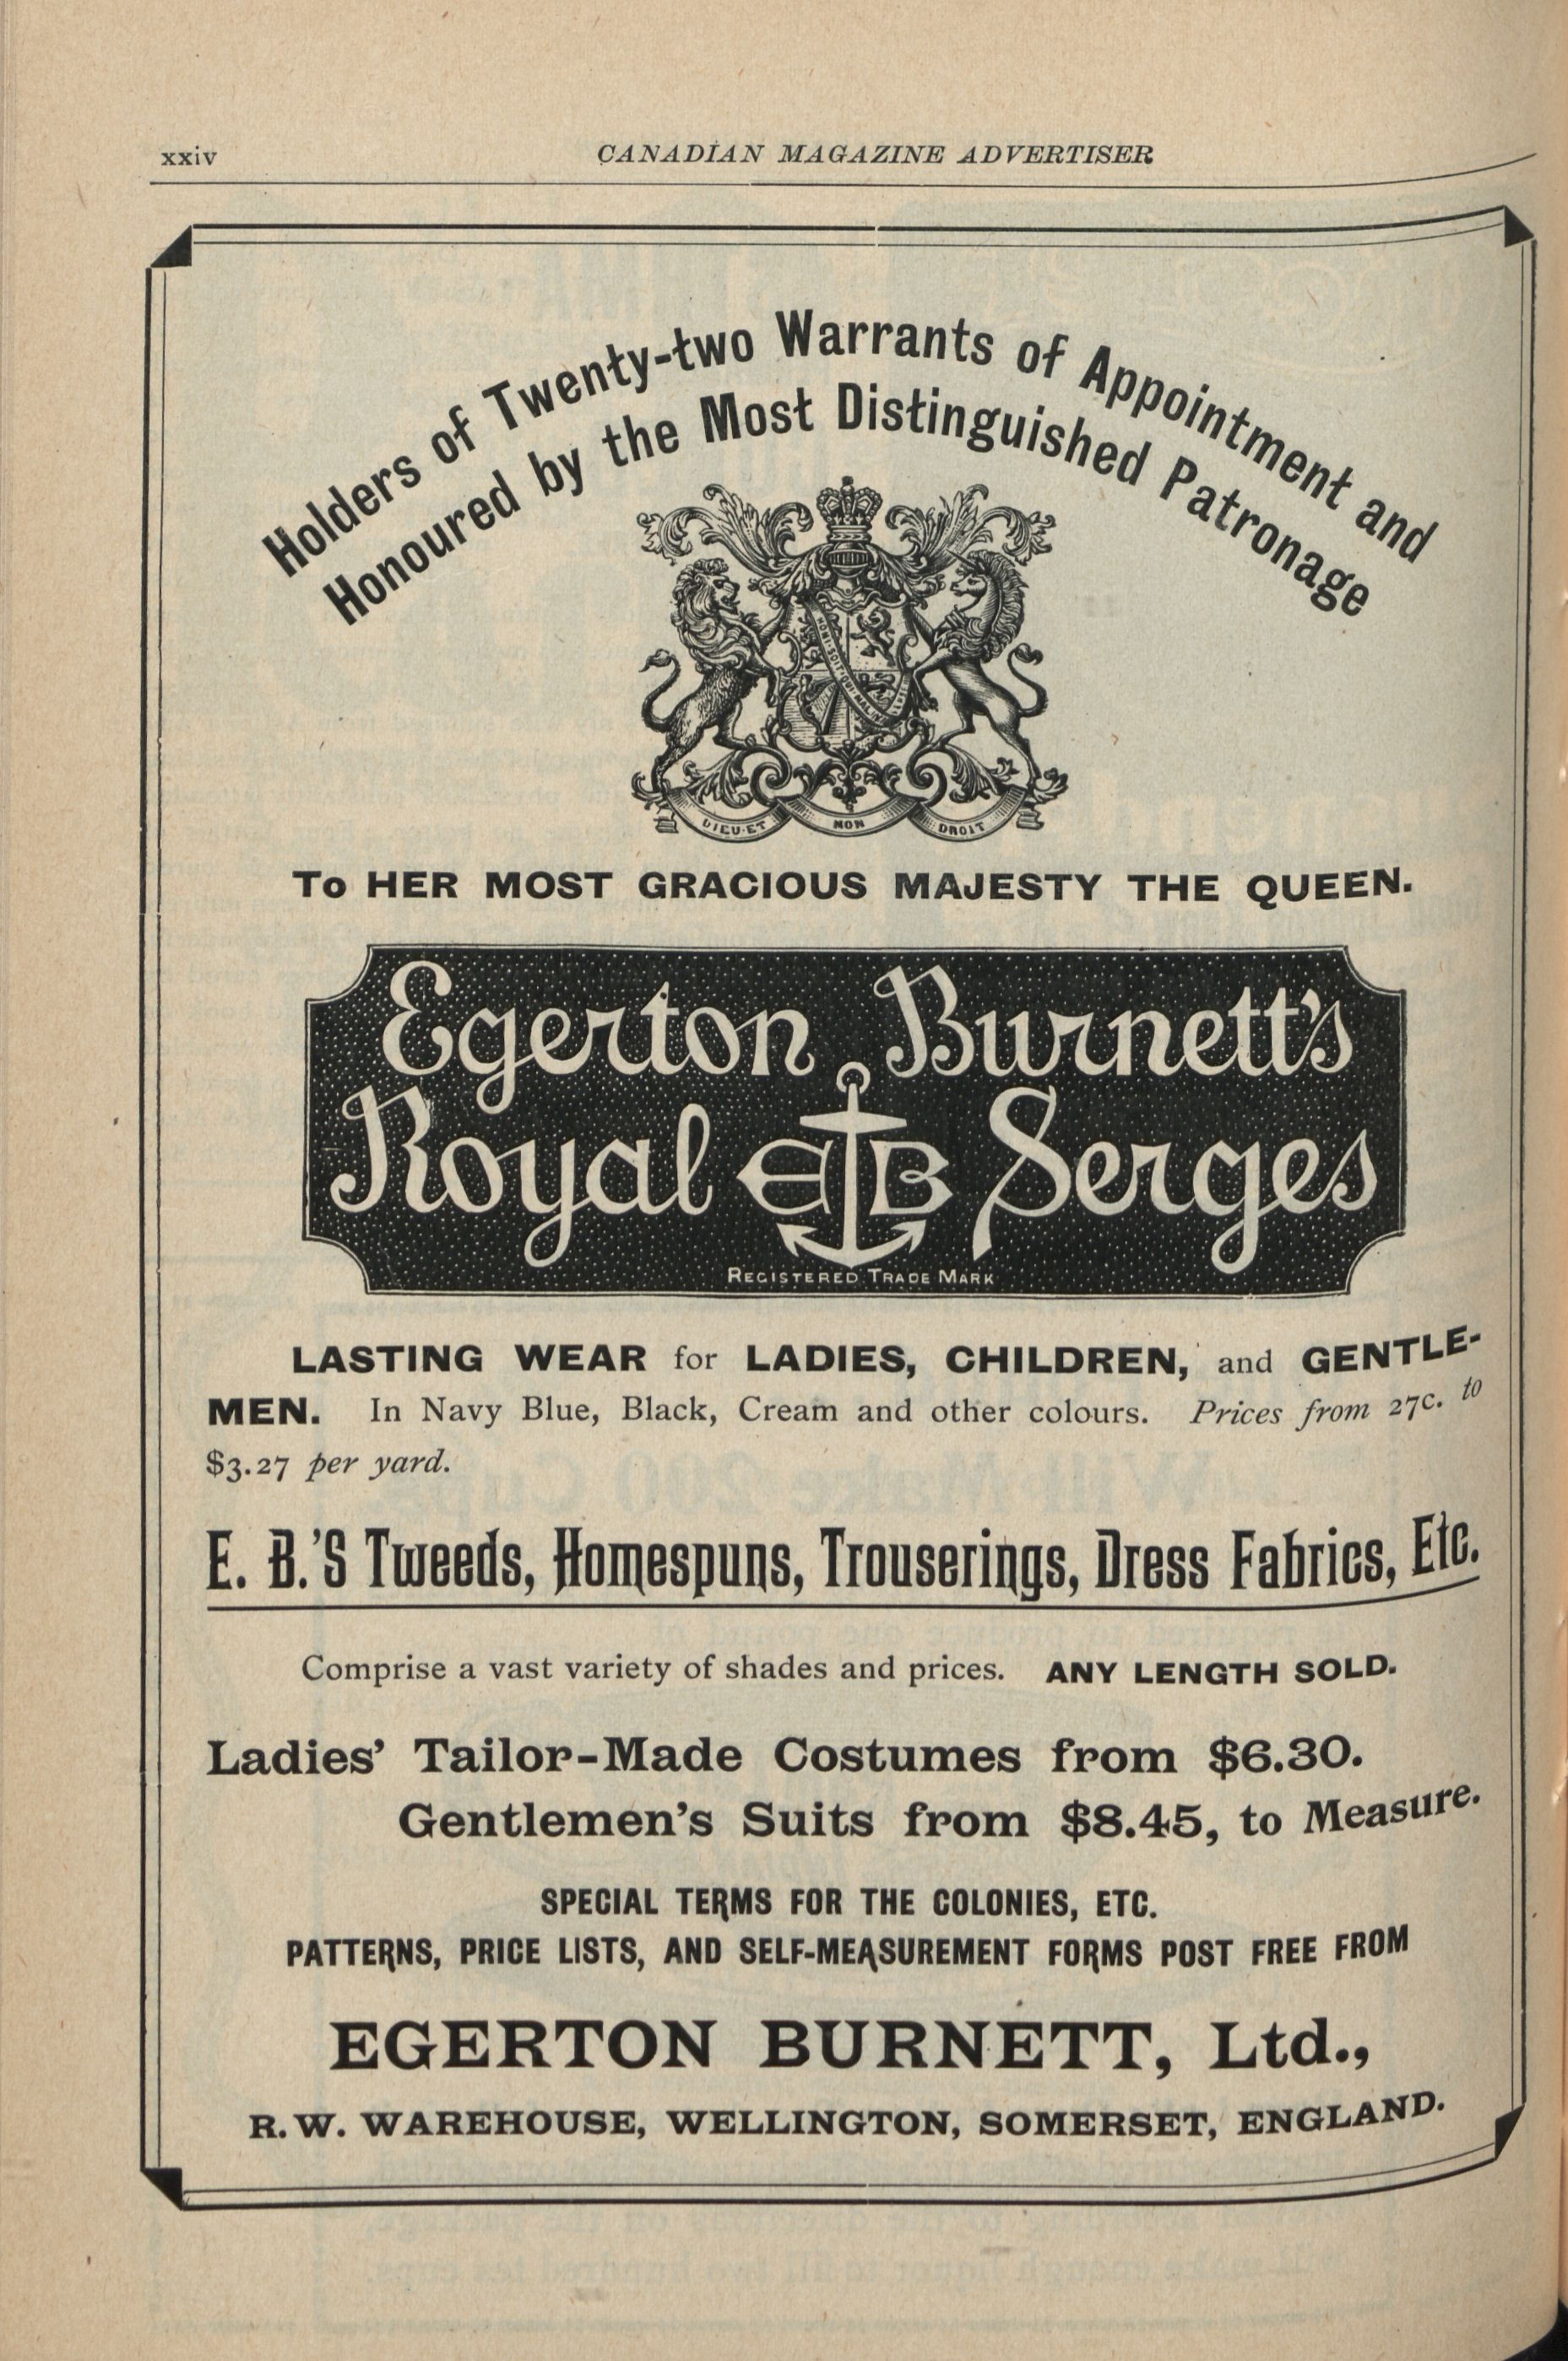 xxiv
CANADIAN MAGAZINE ADVERTISER
Holders of Twenty-two Warrants of Appointment and
Honoured by the Most Distinguished Patronage
HONI·SOIT·QUI·MAL
DIEU·ET MON DROIT
To HER MOST GRACIOUS MAJESTY THE QUEEN.
Egerton Burnett's
Royal EB Serges
REGISTERED TRADE MARK
LASTING WEAR for LADIES, CHILDREN, and GENTLE-
MEN. In Navy Blue, Black, Cream and other colours. Prices from 27c. to
$3.27 per yard.
E. B.'S Tweeds, Homespuns, Trouserings, Dress Fabrics, Etc.
Comprise a vast variety of shades and prices. ANY LENGTH SOLD.
Ladies' Tailor-Made Costumes from $6.30.
Gentlemen's Suits from $8.45, to Measure.
SPECIAL TERMS FOR THE COLONIES, ETC.
PATTERNS, PRICE LISTS, AND SELF-MEASUREMENT FORMS POST FREE FROM
EGERTON BURNETT, Ltd.,
R. W. WAREHOUSE, WELLINGTON, SOMERSET, ENGLAND.